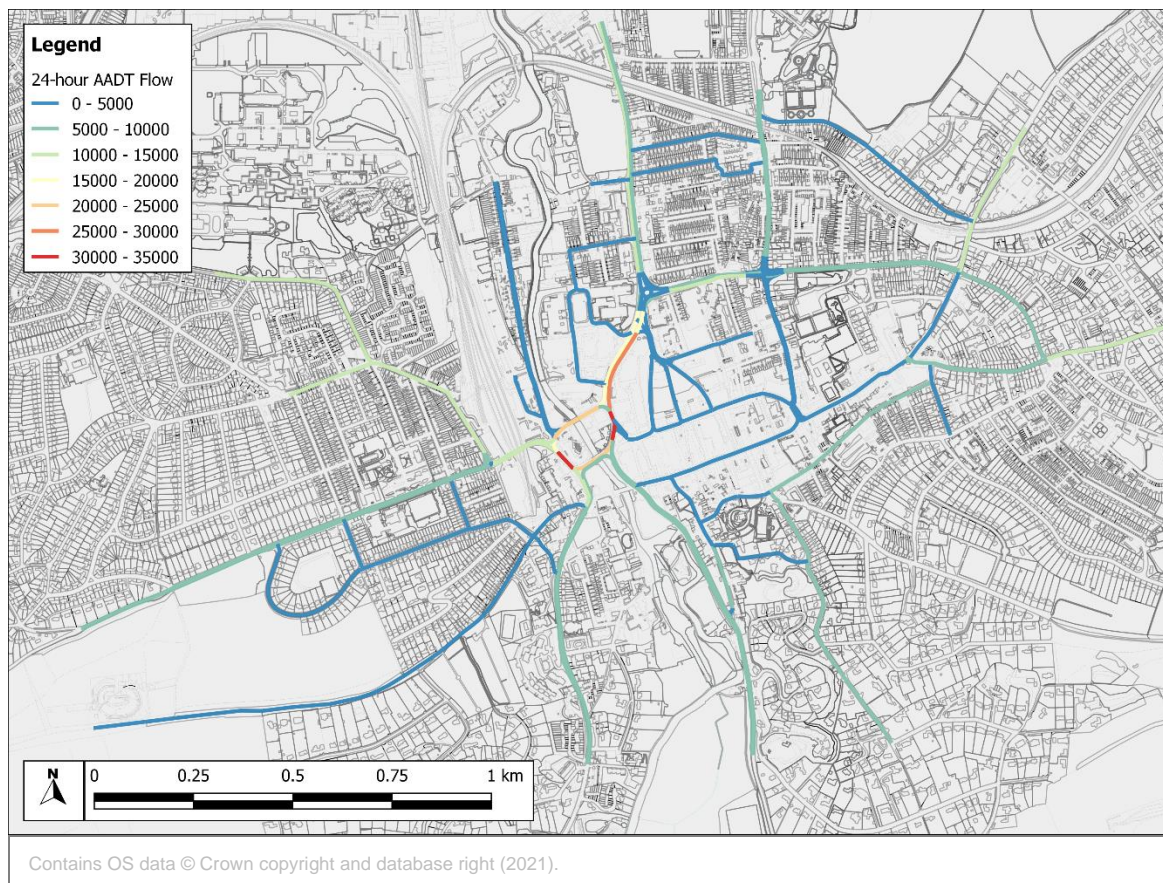 Legend
24-hour AADT Flow
0 - 5000
5000 - 10000
10000 - 15000
15000 - 20000
20000 - 25000
25000 - 30000
30000 - 35000
N
0 0.25 0.5 0.75 1 km
Contains OS data © Crown copyright and database right (2021).